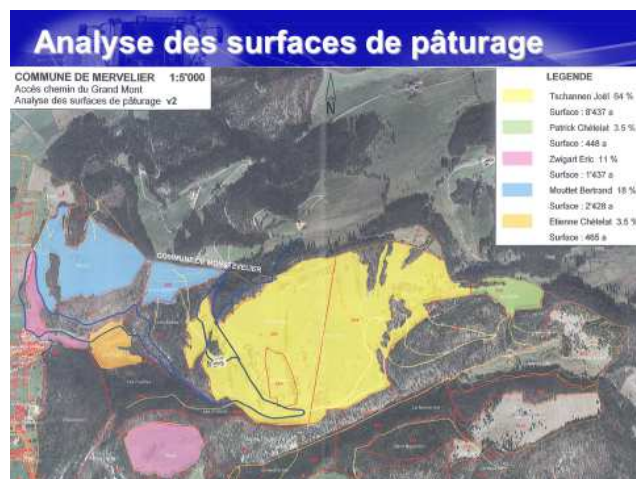 Analyse des surfaces de pâturage
COMMUNE DE MERVELIER 1:5'000
Accès chemin du Grand Mont
Analyse des surfaces de pâturage v2
N
LEGENDE
Tschannen Joël 64 %
Surface : 8'437 a
Patrick Chételat 3.5 %
Surface : 448 a
Zwigart Eric 11 %
Surface : 1'437 a
Mouttet Bertrand 18 %
Surface : 2'428 a
Etienne Chételat 3.5 %
Surface : 465 a
COMMUNE DE MONTSEVELIER